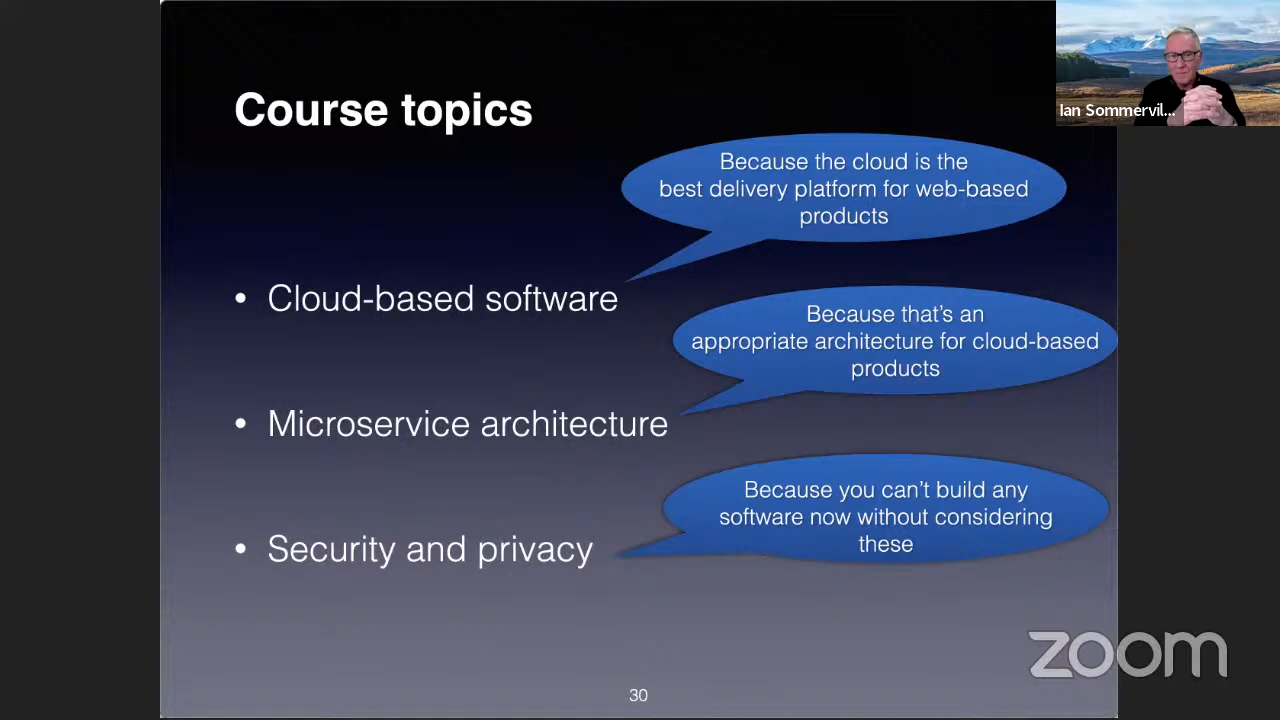 Course topics
Ian Sommervil...
Because the cloud is the
best delivery platform for web-based
products
• Cloud-based software
Because that’s an
appropriate architecture for cloud-based
products
• Microservice architecture
Because you can’t build any
software now without considering
these
• Security and privacy
zoom
30